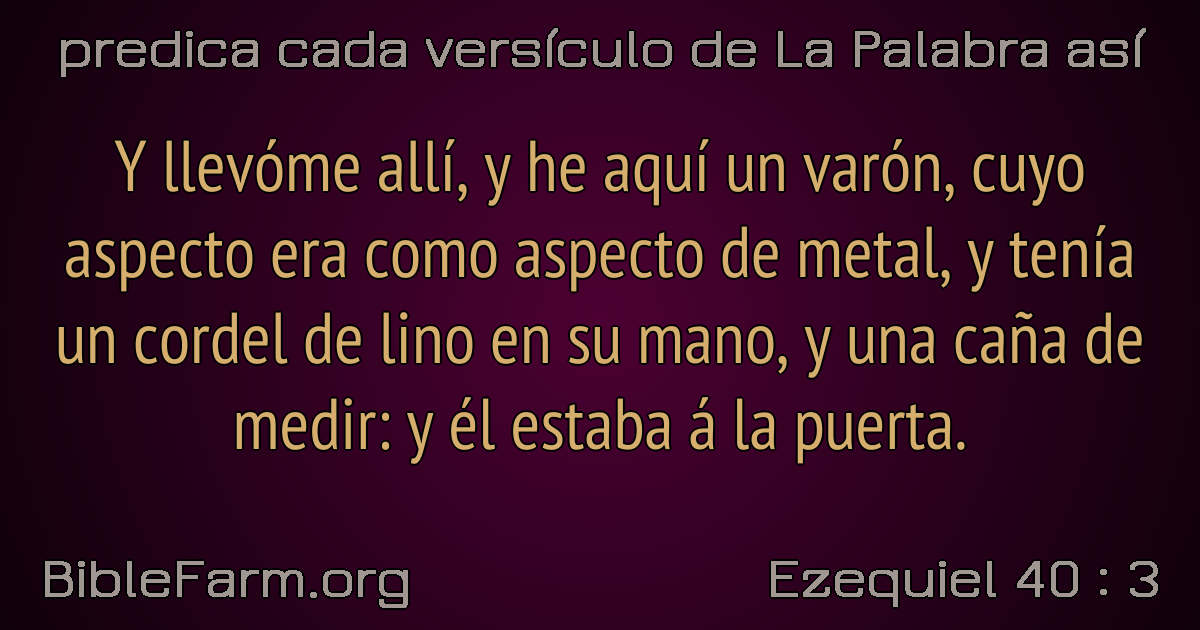 predica cada versículo de La Palabra así
Y llevóme allí, y he aquí un varón, cuyo
aspecto era como aspecto de metal, y tenía
un cordel de lino en su mano, y una caña de
medir: y él estaba á la puerta.
BibleFarm.org
Ezequiel 40 : 3